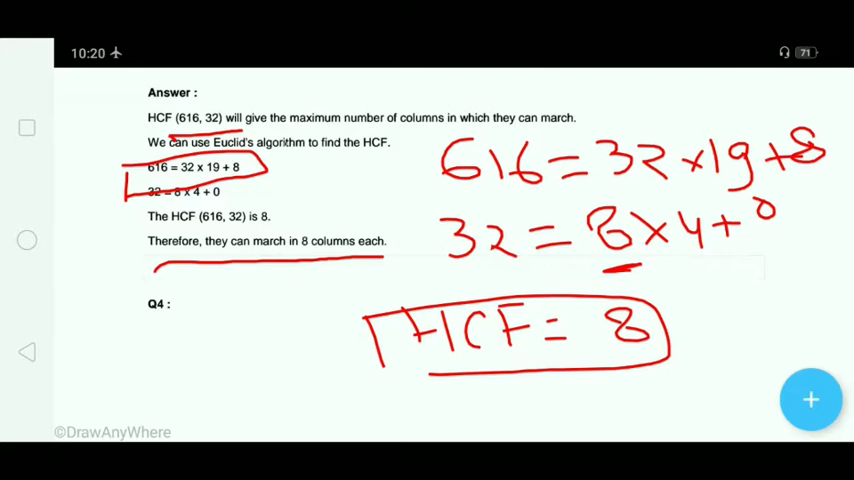 10:20
71
Answer :
HCF (616, 32) will give the maximum number of columns in which they can march.
We can use Euclid's algorithm to find the HCF.
616 = 32 x 19 + 8
32 = 8 x 4 + 0
The HCF (616, 32) is 8.
Therefore, they can march in 8 columns each.
Q4 :
616 = 32 × 19 + 8
32 = 8 × 4 + 0
HCF = 8
©DrawAnyWhere